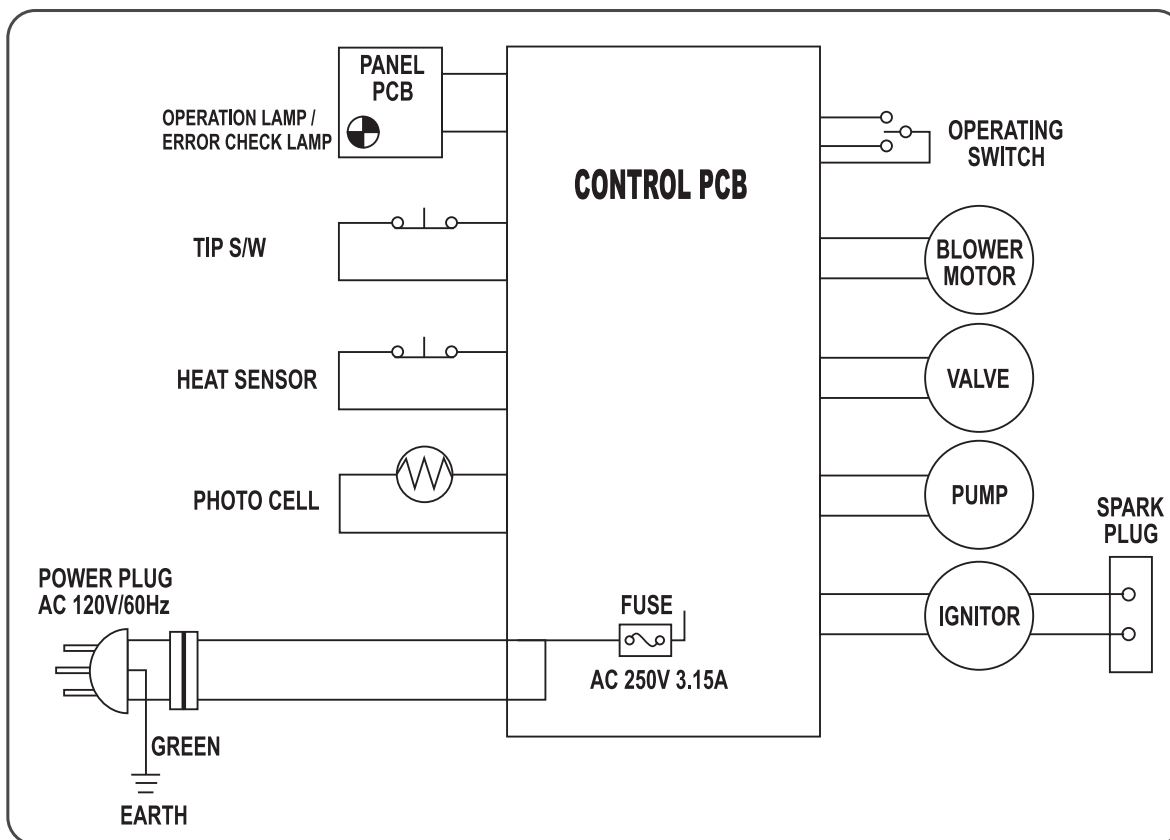 PANEL
PCB
OPERATION LAMP /
ERROR CHECK LAMP
TIP S/W
HEAT SENSOR
PHOTO CELL
POWER PLUG
AC 120V/60Hz
GREEN
EARTH
CONTROL PCB
FUSE
AC 250V 3.15A
OPERATING
SWITCH
BLOWER
MOTOR
VALVE
PUMP
IGNITOR
SPARK
PLUG